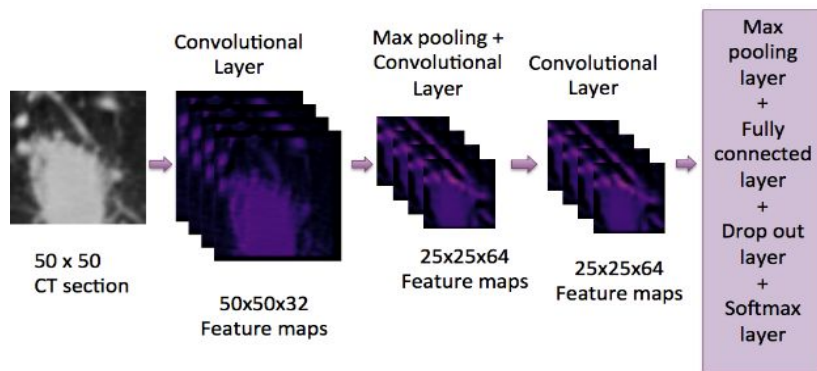 Convolutional
Layer
Max pooling +
Convolutional
Layer
Convolutional
Layer
50 x 50
CT section
50x50x32
Feature maps
25x25x64
Feature maps
25x25x64
Feature maps
Max
pooling
layer
+
Fully
connected
layer
+
Drop out
layer
+
Softmax
layer